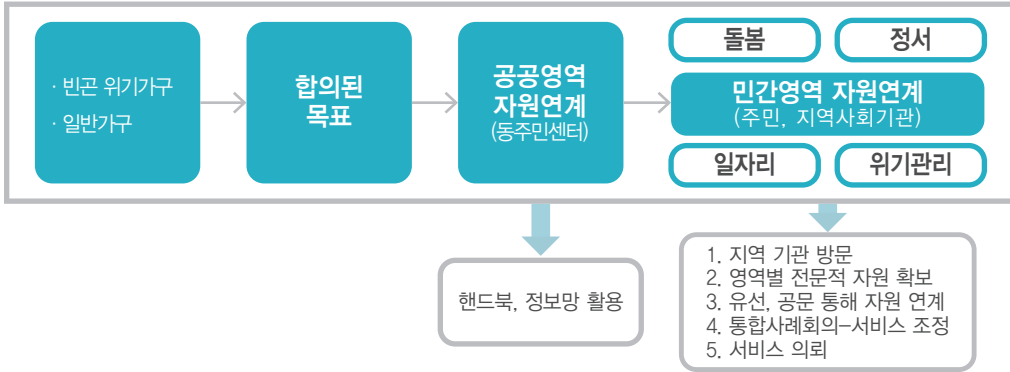 · 빈곤 위기가구
· 일반가구
합의된
목표
공공영역
자원연계
(동주민센터)
돌봄
정서
민간영역 자원연계
(주민, 지역사회기관)
일자리
위기관리
핸드북, 정보망 활용
1. 지역 기관 방문
2. 영역별 전문적 자원 확보
3. 유선, 공문 통해 자원 연계
4. 통합사례회의-서비스 조정
5. 서비스 의뢰